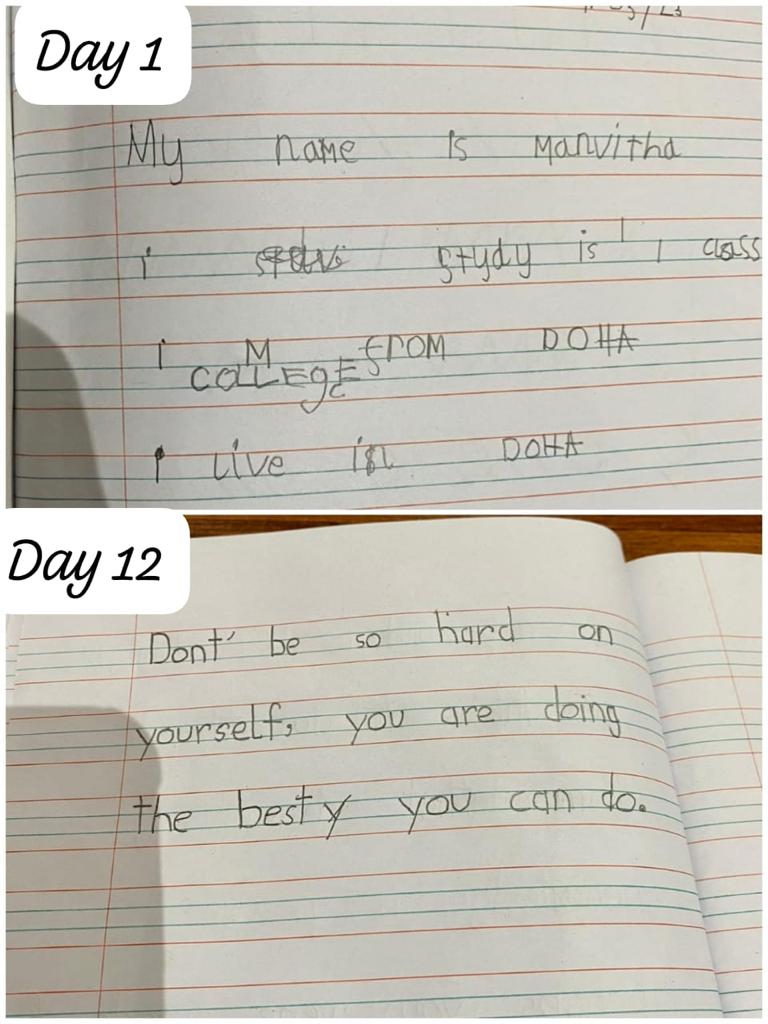 Day 1
My name is Manvitha
i study is 1 class
i M from DOHA
COLLEGE
I live in DOHA
Day 12
Dont' be so hard on
yourself, you are doing
the besty you can do.